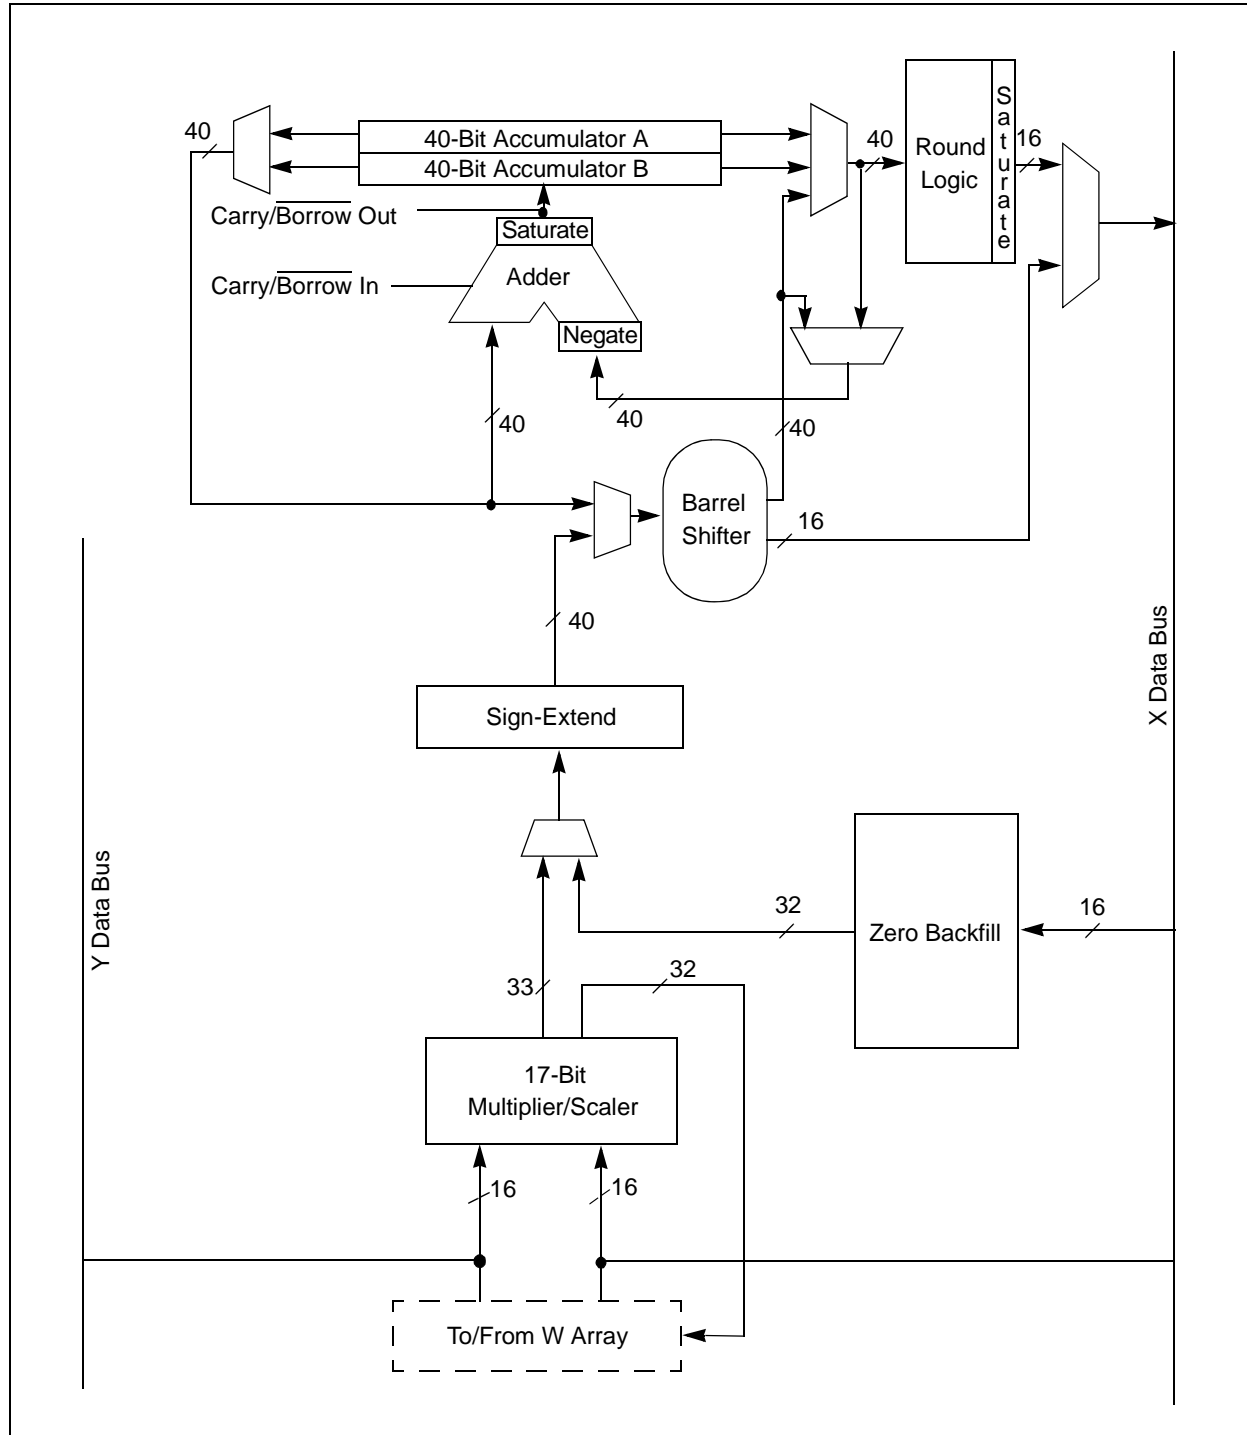 40
40-Bit Accumulator A
40-Bit Accumulator B
40
Round
Logic
Saturate
16
Carry/Borrow Out
Saturate
Carry/Borrow In
Adder
Negate
40
40
40
Barrel
Shifter
16
40
X Data Bus
Sign-Extend
Y Data Bus
32
Zero Backfill
16
33
32
17-Bit
Multiplier/Scaler
16
16
To/From W Array